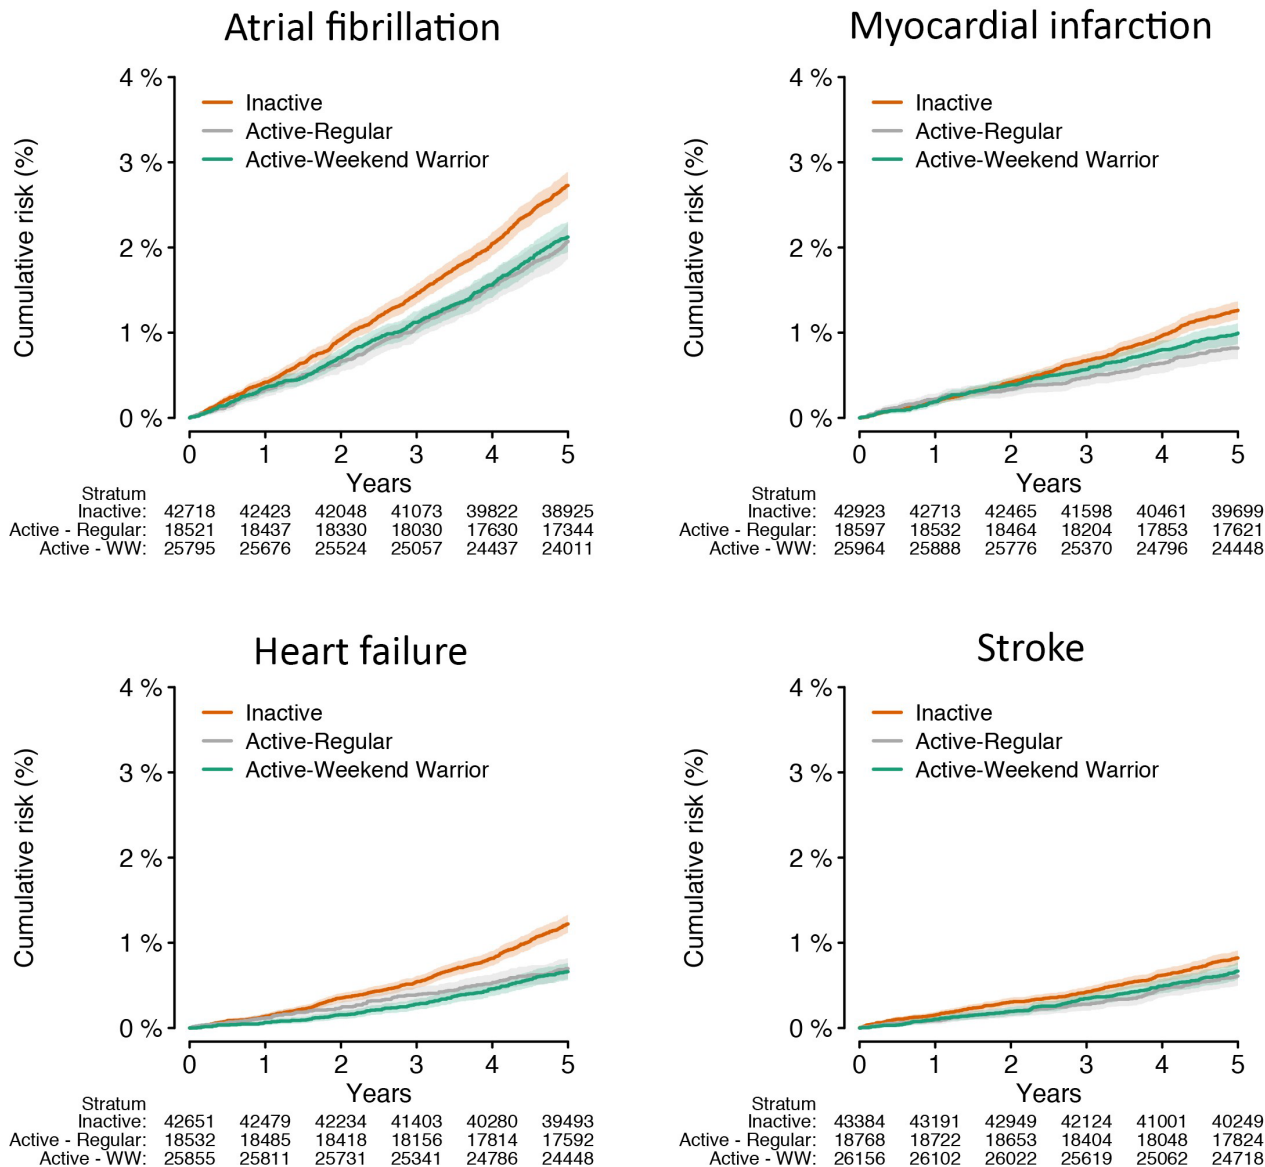 Atrial fibrillation
4 %
3 %
2 %
1 %
0 %
Cumulative risk (%)
Inactive
Active-Regular
Active-Weekend Warrior
0 1 2 3 4 5
Years
Stratum
Inactive: 42718 42423 42048 41073 39822 38925
Active - Regular: 18521 18437 18330 18030 17630 17344
Active - WW: 25795 25676 25524 25057 24437 24011
Myocardial infarction
4 %
3 %
2 %
1 %
0 %
Cumulative risk (%)
Inactive
Active-Regular
Active-Weekend Warrior
0 1 2 3 4 5
Years
Stratum
Inactive: 42923 42713 42465 41598 40461 39699
Active - Regular: 18597 18532 18464 18204 17853 17621
Active - WW: 25964 25888 25776 25370 24796 24448
Heart failure
4 %
3 %
2 %
1 %
0 %
Cumulative risk (%)
Inactive
Active-Regular
Active-Weekend Warrior
0 1 2 3 4 5
Years
Stratum
Inactive: 42651 42479 42234 41403 40280 39493
Active - Regular: 18532 18485 18418 18156 17814 17592
Active - WW: 25855 25811 25731 25341 24786 24448
Stroke
4 %
3 %
2 %
1 %
0 %
Cumulative risk (%)
Inactive
Active-Regular
Active-Weekend Warrior
0 1 2 3 4 5
Years
Stratum
Inactive: 43384 43191 42949 42124 41001 40249
Active - Regular: 18768 18722 18653 18404 18048 17824
Active - WW: 26156 26102 26022 25619 25062 24718